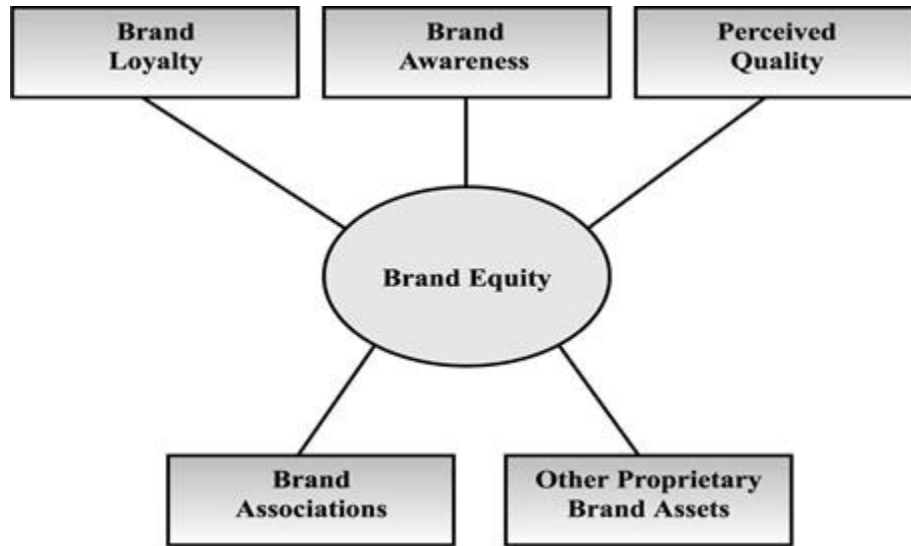 Brand
Loyalty
Brand
Awareness
Perceived
Quality
Brand Equity
Brand
Associations
Other Proprietary
Brand Assets